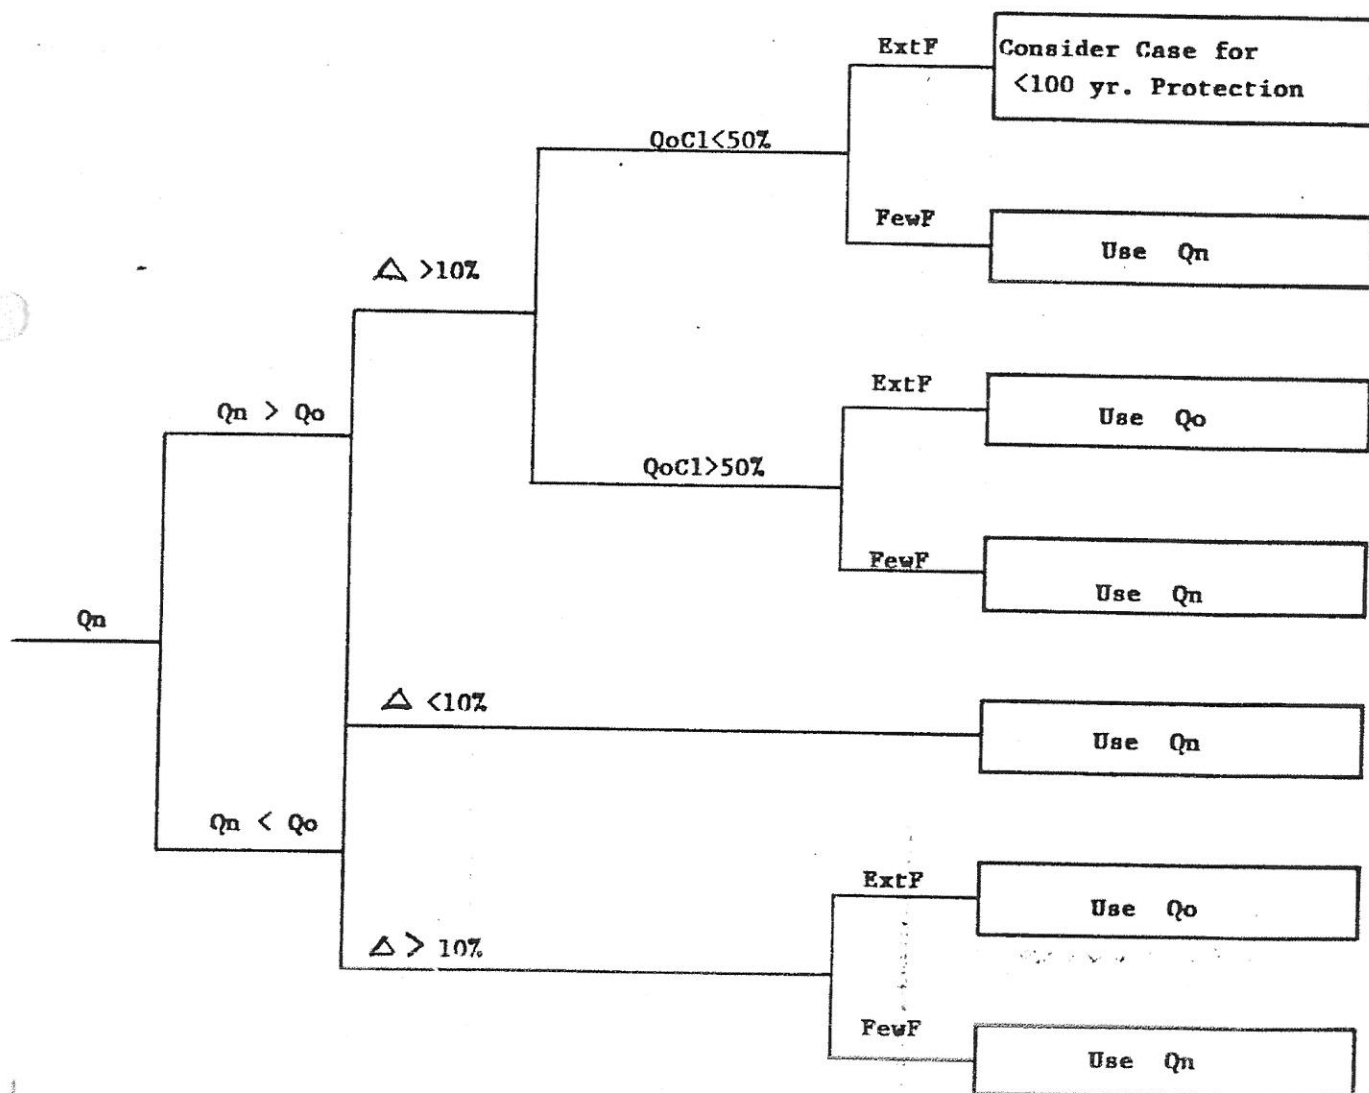 ExtF
Consider Case for
<100 yr. Protection
QoCl<50%
FewF
Use Qn
△ >10%
ExtF
Use Qo
Qn > Qo
QoCl>50%
FewF
Use Qn
Qn
△ <10%
Use Qn
Qn < Qo
ExtF
Use Qo
△ > 10%
FewF
Use Qn